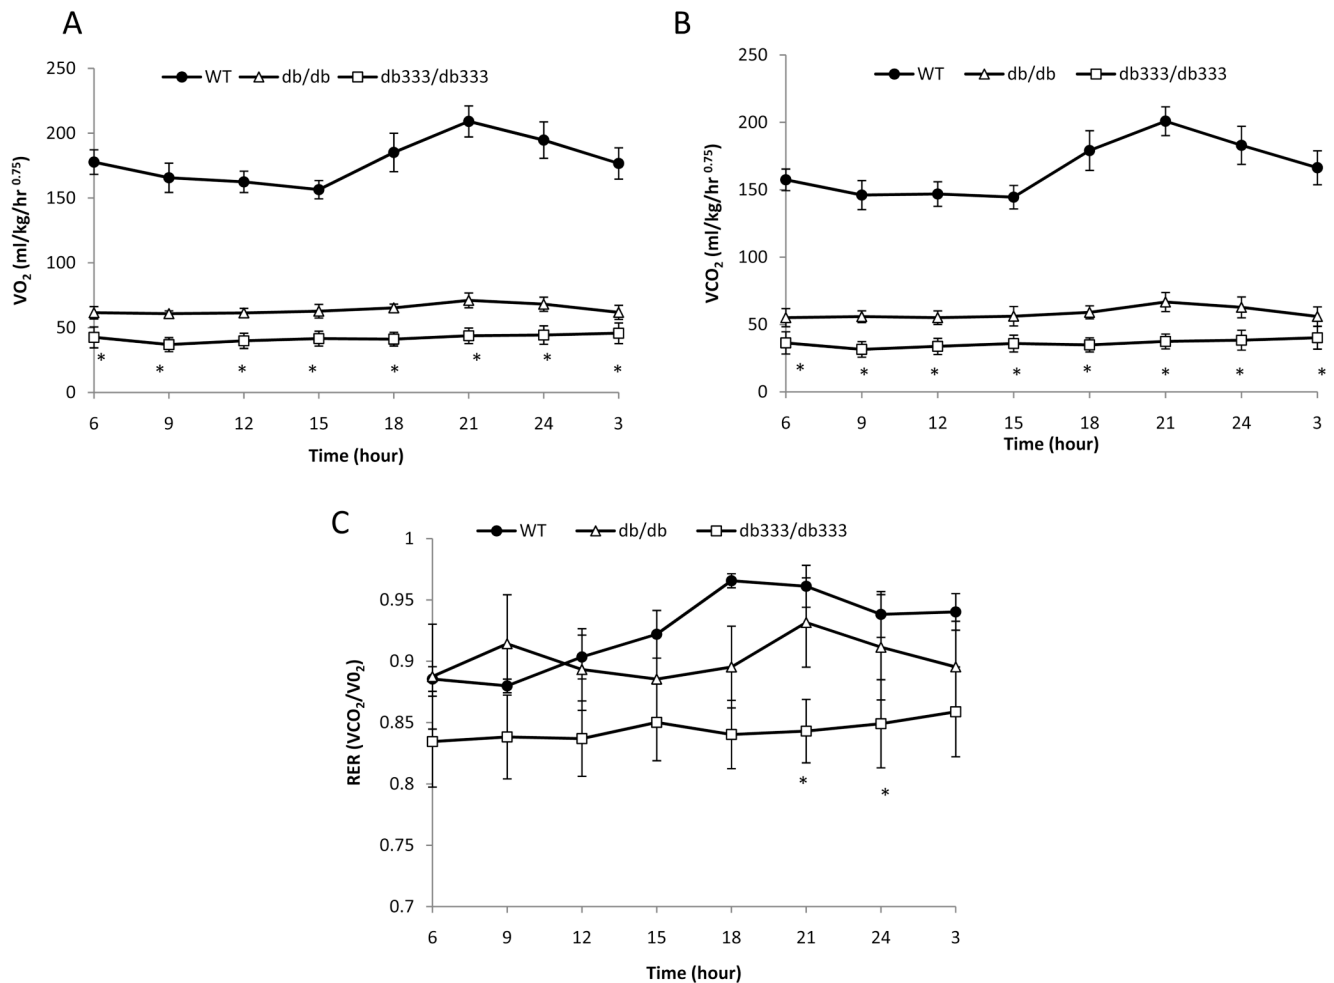 A
250
200
150
100
50
0
VO2 (ml/kg/hr 0.75)
WT db/db db333/db333
* * * * * * * *
6 9 12 15 18 21 24 3
Time (hour)
B
250
200
150
100
50
0
VCO2 (ml/kg/hr 0.75)
WT db/db db333/db333
* * * * * * * *
6 9 12 15 18 21 24 3
Time (hour)
C
1
0.95
0.9
0.85
0.8
0.75
0.7
RER (VCO2/V02)
WT db/db db333/db333
* *
6 9 12 15 18 21 24 3
Time (hour)